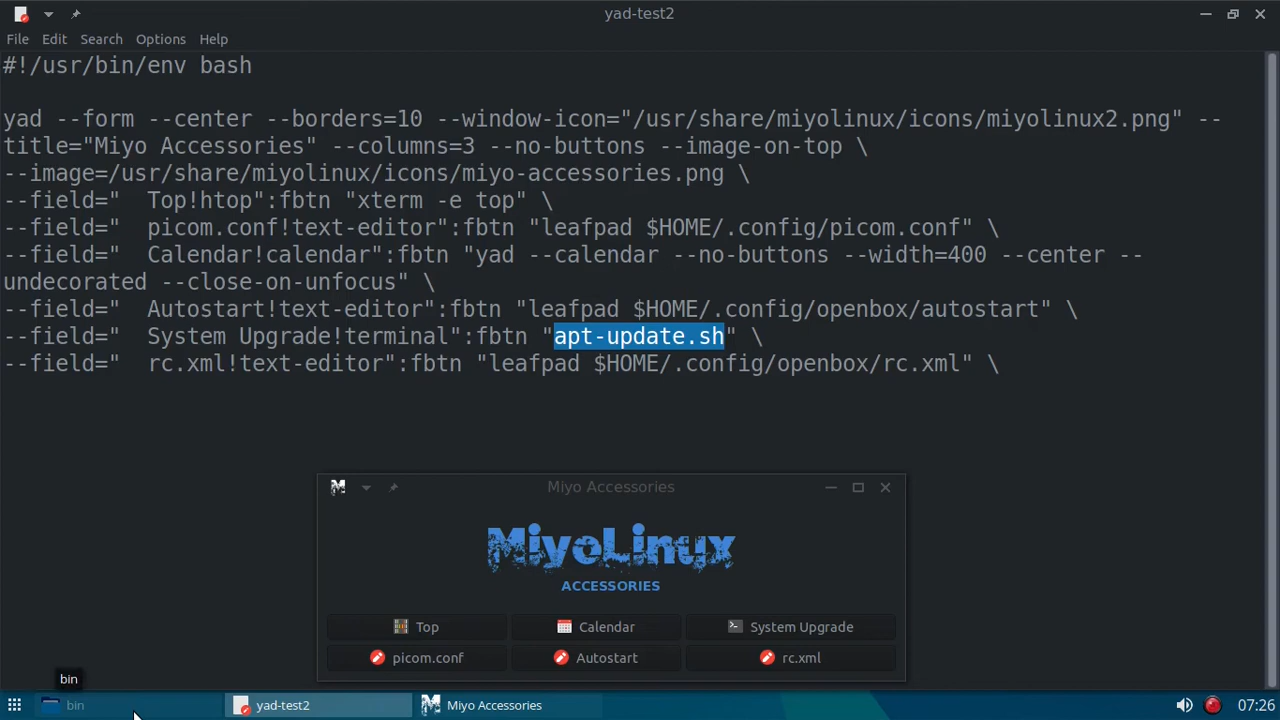 yad-test2
File Edit Search Options Help
#!/usr/bin/env bash
yad --form --center --borders=10 --window-icon="/usr/share/miyolinux/icons/miyolinux2.png" --
title="Miyo Accessories" --columns=3 --no-buttons --image-on-top \
--image=/usr/share/miyolinux/icons/miyo-accessories.png \
--field="  Top!htop":fbtn "xterm -e top" \
--field="  picom.conf!text-editor":fbtn "leafpad $HOME/.config/picom.conf" \
--field="  Calendar!calendar":fbtn "yad --calendar --no-buttons --width=400 --center --
undecorated --close-on-unfocus" \
--field="  Autostart!text-editor":fbtn "leafpad $HOME/.config/openbox/autostart" \
--field="  System Upgrade!terminal":fbtn "apt-update.sh" \
--field="  rc.xml!text-editor":fbtn "leafpad $HOME/.config/openbox/rc.xml" \
Miyo Accessories
MiyoLinux
ACCESSORIES
Top Calendar System Upgrade
picom.conf Autostart rc.xml
bin
bin yad-test2 Miyo Accessories 07:26